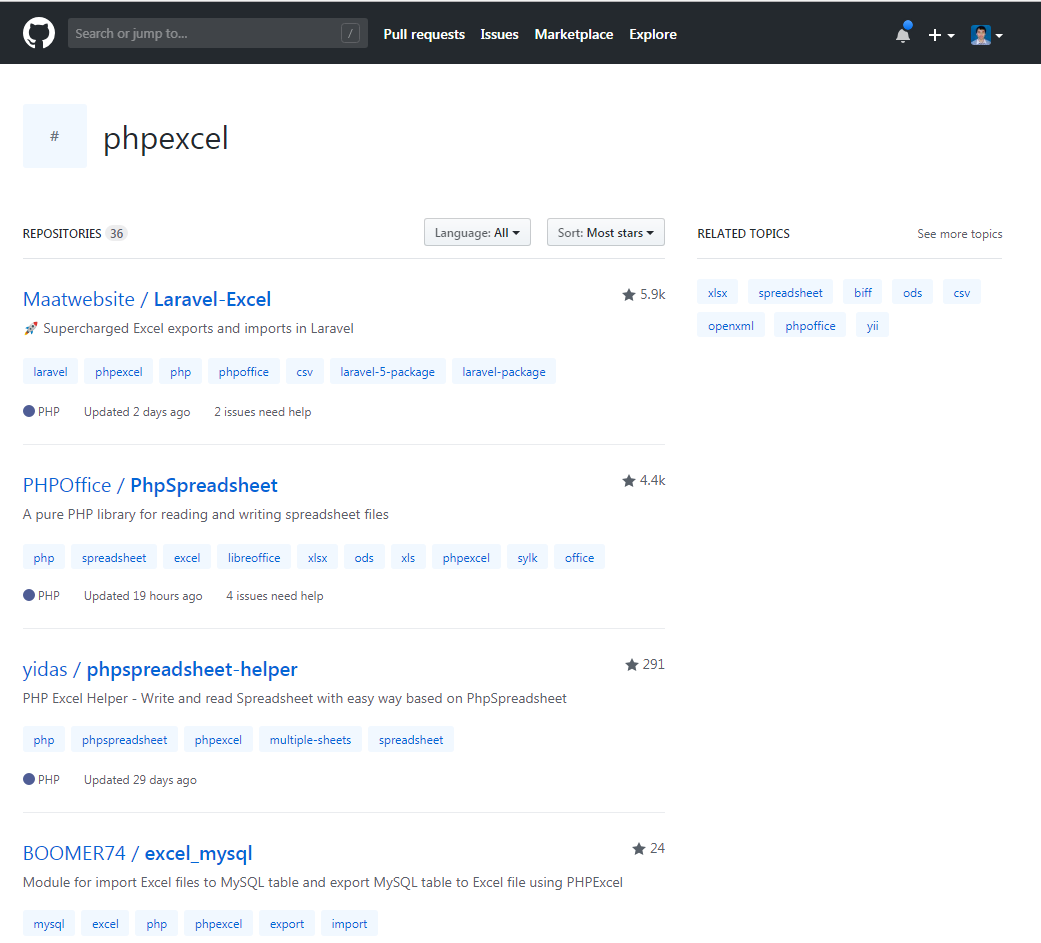 Search or jump to... /
Pull requests Issues Marketplace Explore
# phpexcel
REPOSITORIES 36
Language: All
Sort: Most stars
Maatwebsite / Laravel-Excel
5.9k
🚀 Supercharged Excel exports and imports in Laravel
laravel phpexcel php phpoffice csv laravel-5-package laravel-package
PHP Updated 2 days ago 2 issues need help
PHPOffice / PhpSpreadsheet
4.4k
A pure PHP library for reading and writing spreadsheet files
php spreadsheet excel libreoffice xlsx ods xls phpexcel sylk office
PHP Updated 19 hours ago 4 issues need help
yidas / phpspreadsheet-helper
291
PHP Excel Helper - Write and read Spreadsheet with easy way based on PhpSpreadsheet
php phpspreadsheet phpexcel multiple-sheets spreadsheet
PHP Updated 29 days ago
BOOMER74 / excel_mysql
24
Module for import Excel files to MySQL table and export MySQL table to Excel file using PHPExcel
mysql excel php phpexcel export import
RELATED TOPICS
See more topics
xlsx spreadsheet biff ods csv
openxml phpoffice yii